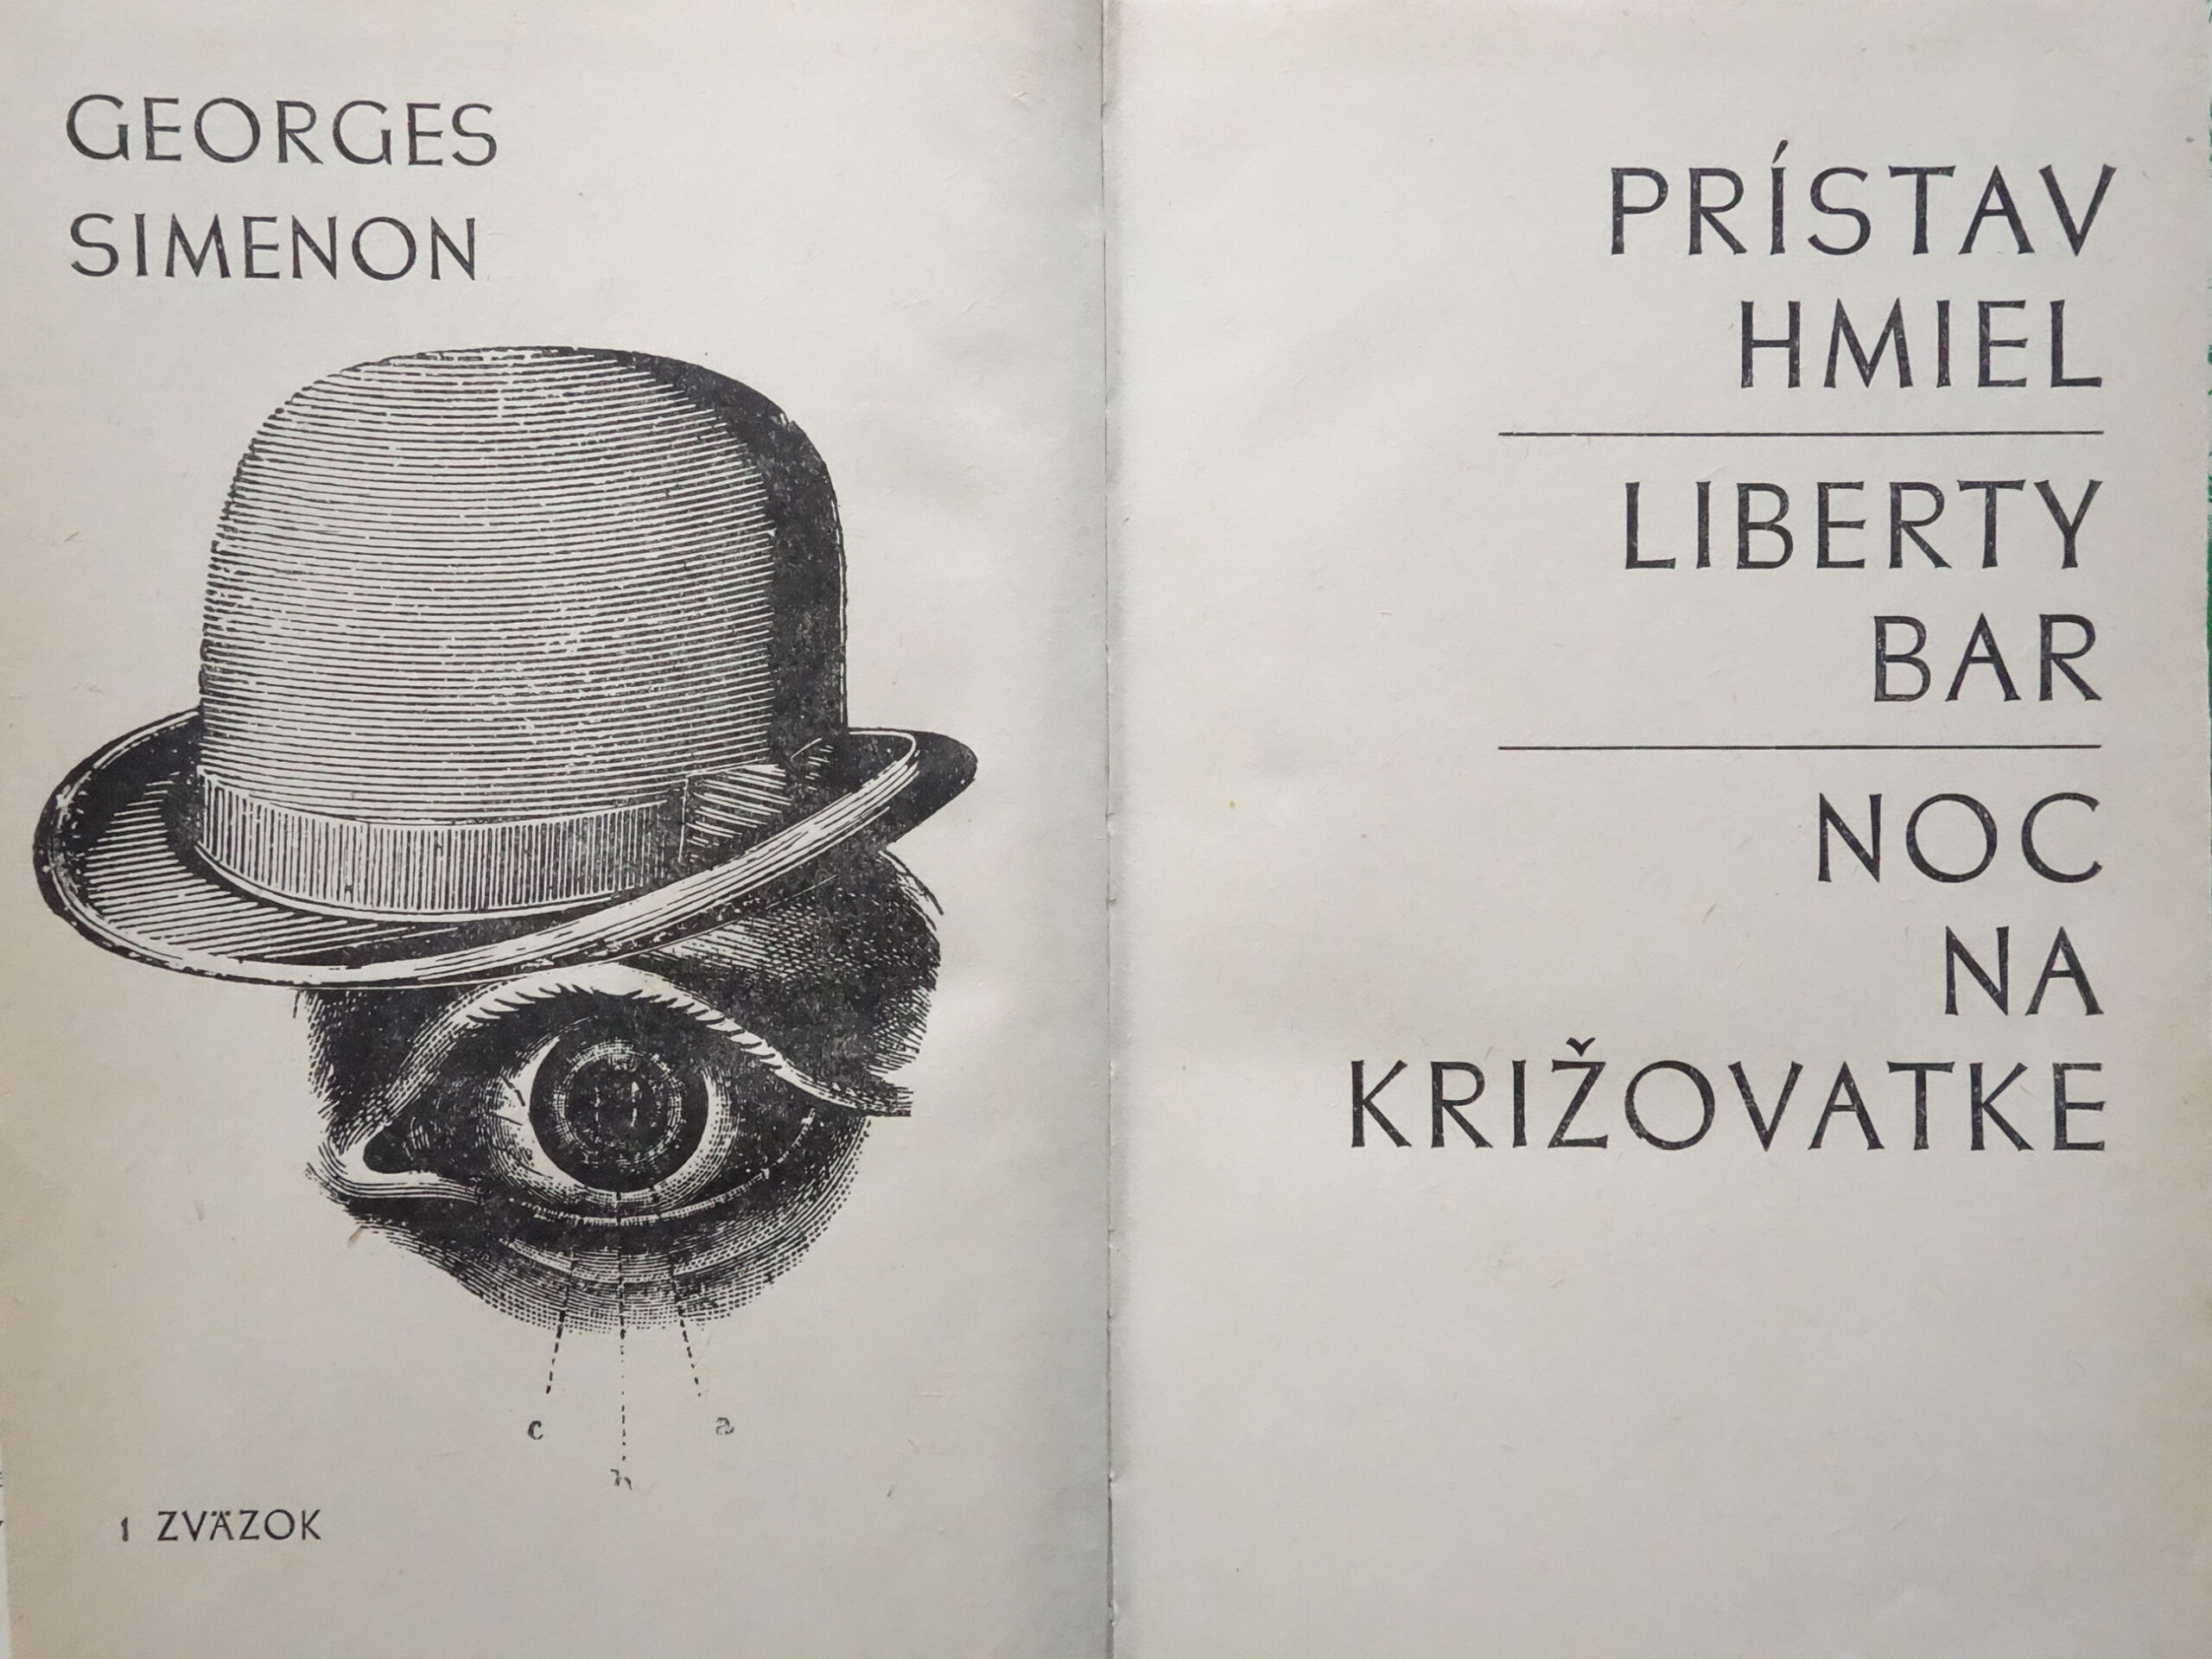 GEORGES
SIMENON
c
a
1 ZVÄZOK
PRÍSTAV
HMIEL
LIBERTY
BAR
NOC
NA
KRIŽOVATKE